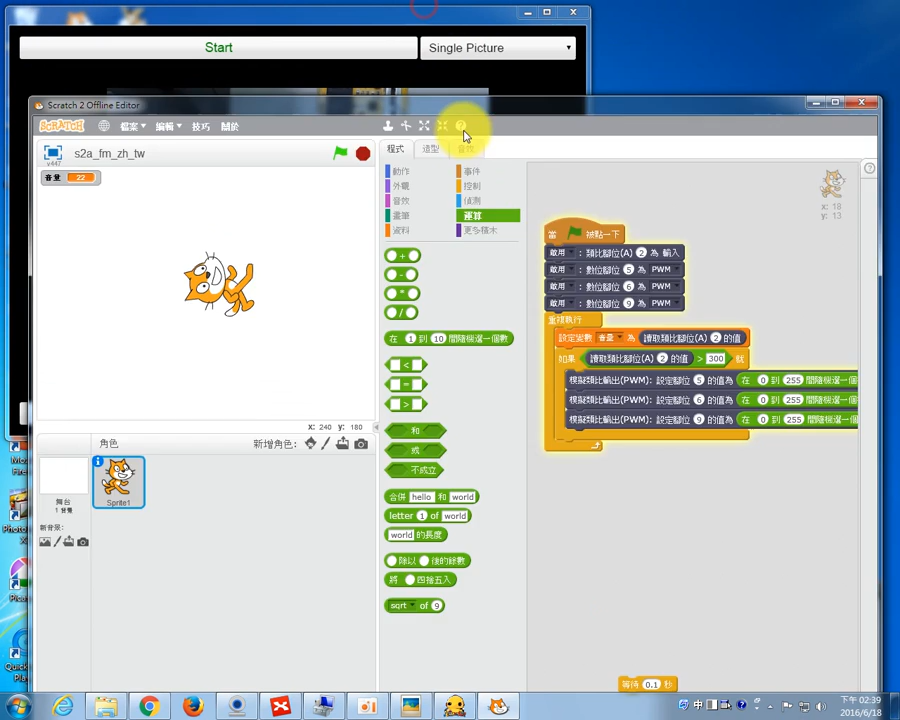 Start
Single Picture
Scratch 2 Offline Editor
SCRATCH 檔案 編輯 技巧 關於
v447
s2a_fm_zh_tw
音量 22
x: 240 y: 180
角色
新增角色:
Sprite1
舞台
1 背景
新背景:
程式 造型 音效
動作 事件
外觀 控制
音效 偵測
畫筆 運算
資料 更多積木
+
-
*
/
在 1 到 10 間隨機選一個數
<
=
>
和
或
不成立
合併 hello 和 world
letter 1 of world
world 的長度
除以 後的餘數
將 四捨五入
sqrt of 9
x: 18
y: 13
當 被點一下
啟用 : 類比腳位(A) 2 為 輸入
啟用 : 數位腳位 5 為 PWM
啟用 : 數位腳位 6 為 PWM
啟用 : 數位腳位 9 為 PWM
重複執行
設定變數 音量 為 讀取類比腳位(A) 2 的值
如果 讀取類比腳位(A) 2 的值 > 300 就
模擬類比輸出(PWM): 設定腳位 5 的值為 在 0 到 255 間隨機選一個
模擬類比輸出(PWM): 設定腳位 6 的值為 在 0 到 255 間隨機選一個
模擬類比輸出(PWM): 設定腳位 9 的值為 在 0 到 255 間隨機選一個
等待 0.1 秒
Photo
Pica
Quick
Pla
中
下午 02:39
2016/6/18